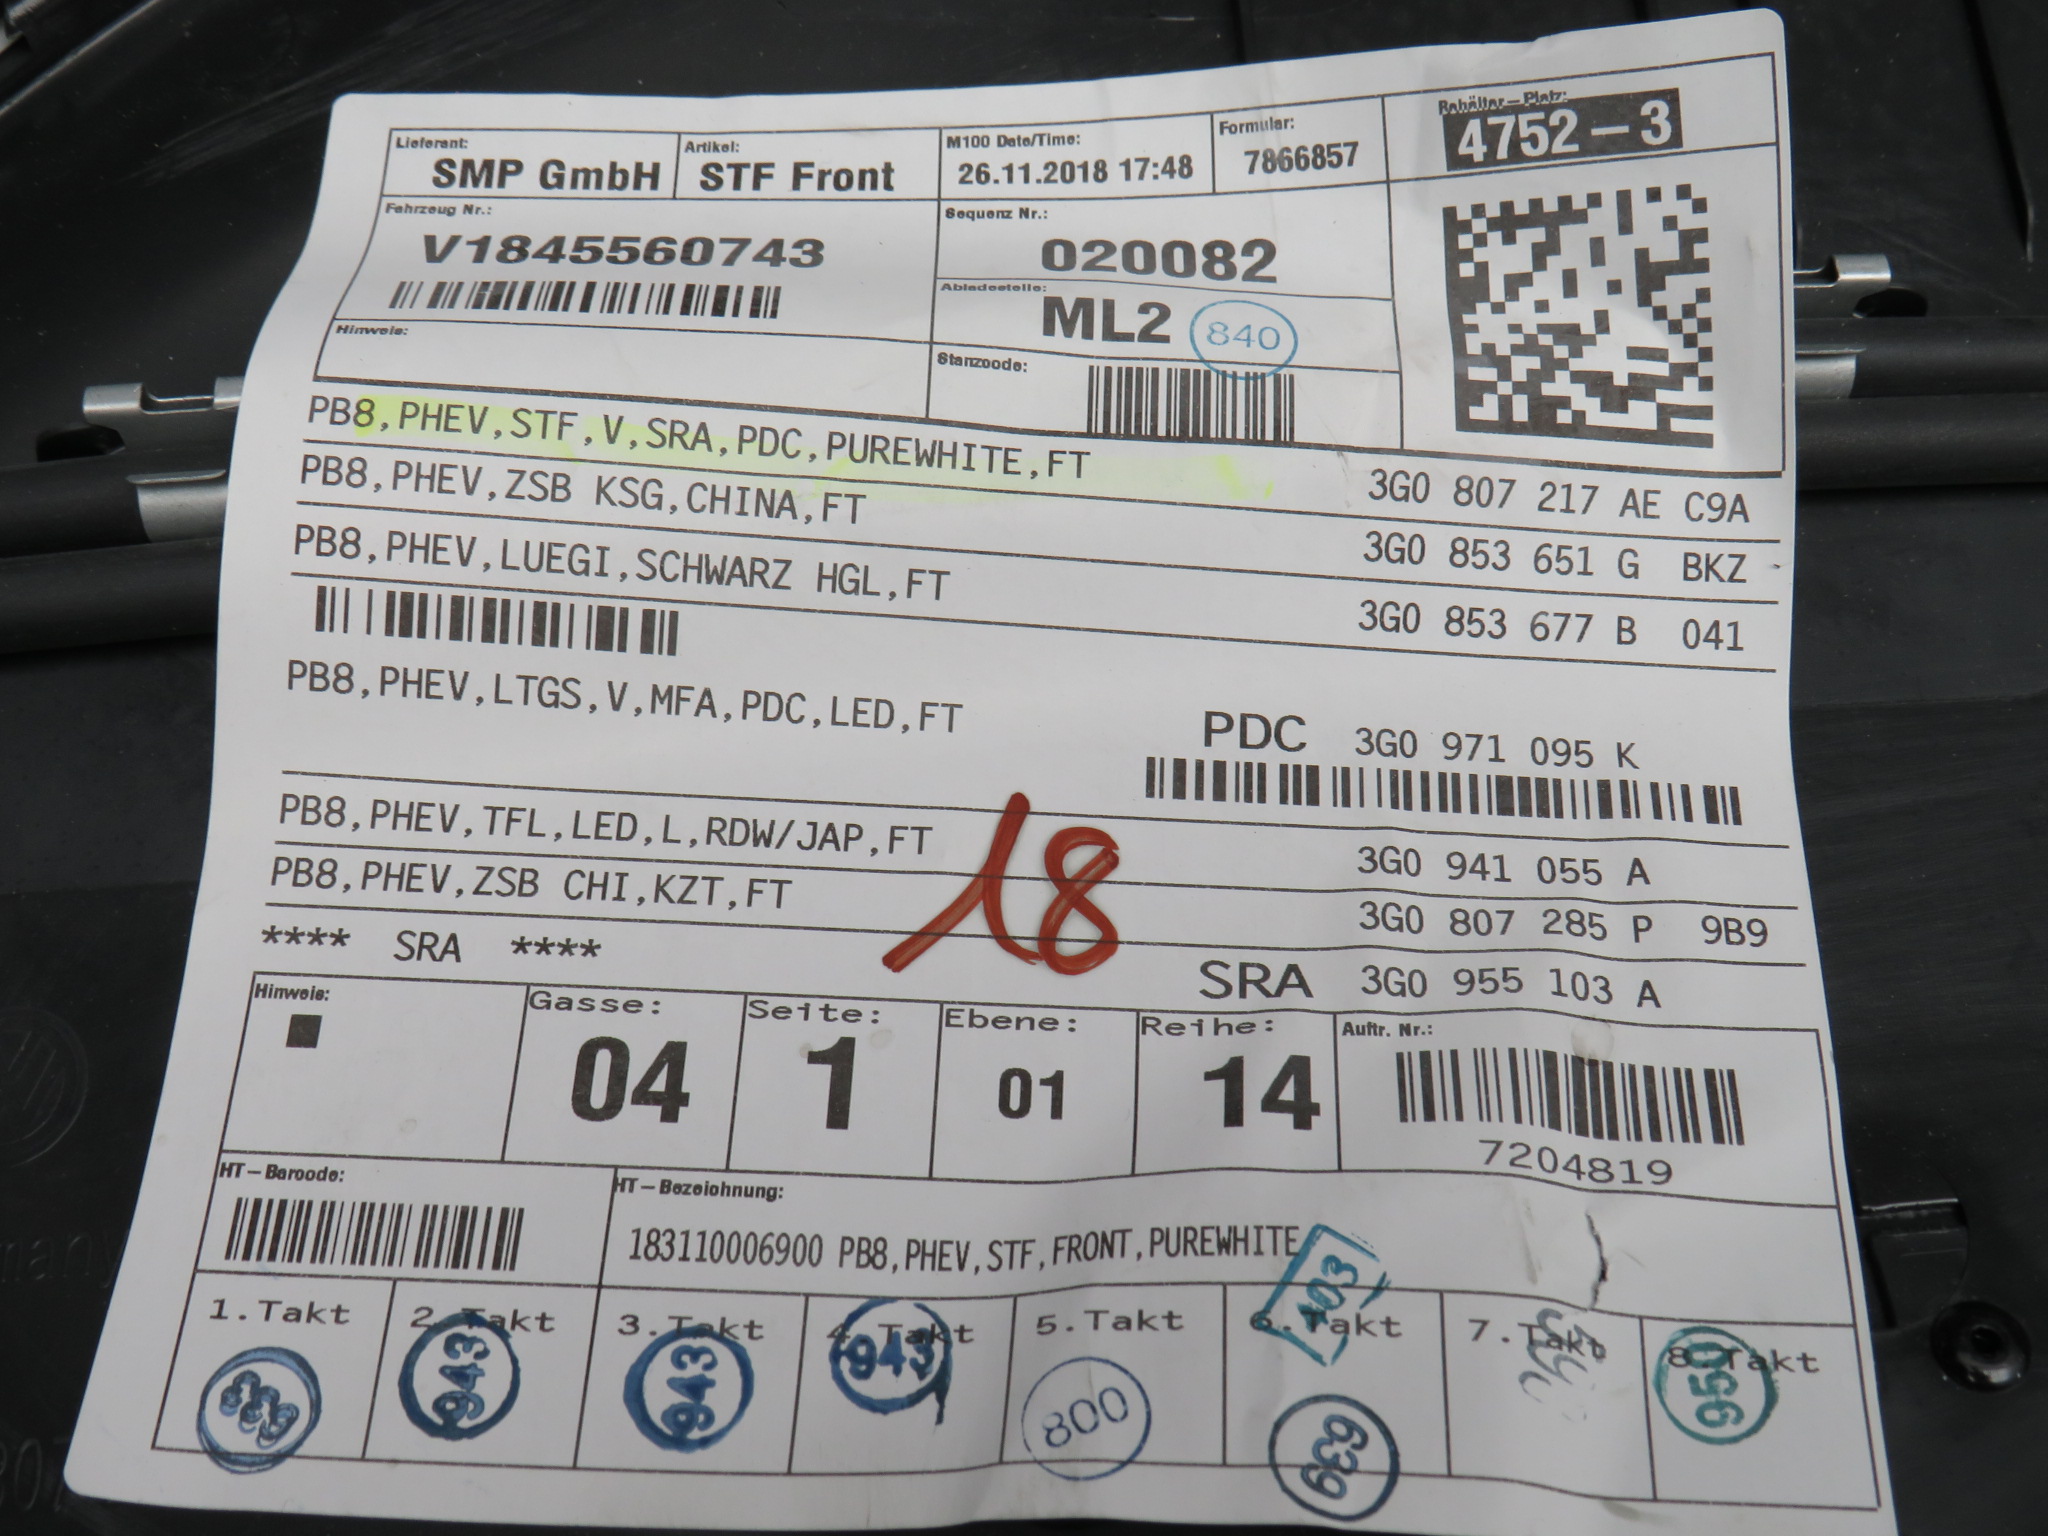 Lieferant: Artikel: M100 Date/Time: Formular: Behälter-Platz:
SMP GmbH STF Front 26.11.2018 17:48 7866857 4752-3
Fahrzeug Nr.: Sequenz Nr.:
V1845560743 020082
Abladestelle:
ML2 840
Hinweis: Stanzcode:
PB8,PHEV,STF,V,SRA,PDC,PUREWHITE,FT 3G0 807 217 AE C9A
PB8,PHEV,ZSB KSG,CHINA,FT 3G0 853 651 G BKZ
PB8,PHEV,LUEGI,SCHWARZ HGL,FT 3G0 853 677 B 041
PB8,PHEV,LTGS,V,MFA,PDC,LED,FT PDC 3G0 971 095 K
PB8,PHEV,TFL,LED,L,RDW/JAP,FT 3G0 941 055 A
PB8,PHEV,ZSB CHI,KZT,FT 3G0 807 285 P 9B9
18
**** SRA **** SRA 3G0 955 103 A
Hinweis: Gasse: Seite: Ebene: Reihe: Auftr. Nr.:
04 1 01 14
7204819
HT-Barcode: HT-Bezeichnung:
183110006900 PB8,PHEV,STF,FRONT,PUREWHITE
1.Takt 2.Takt 3.Takt 4.Takt 5.Takt 6.Takt 7.Takt 8.Takt
943 943 943 800 639 950